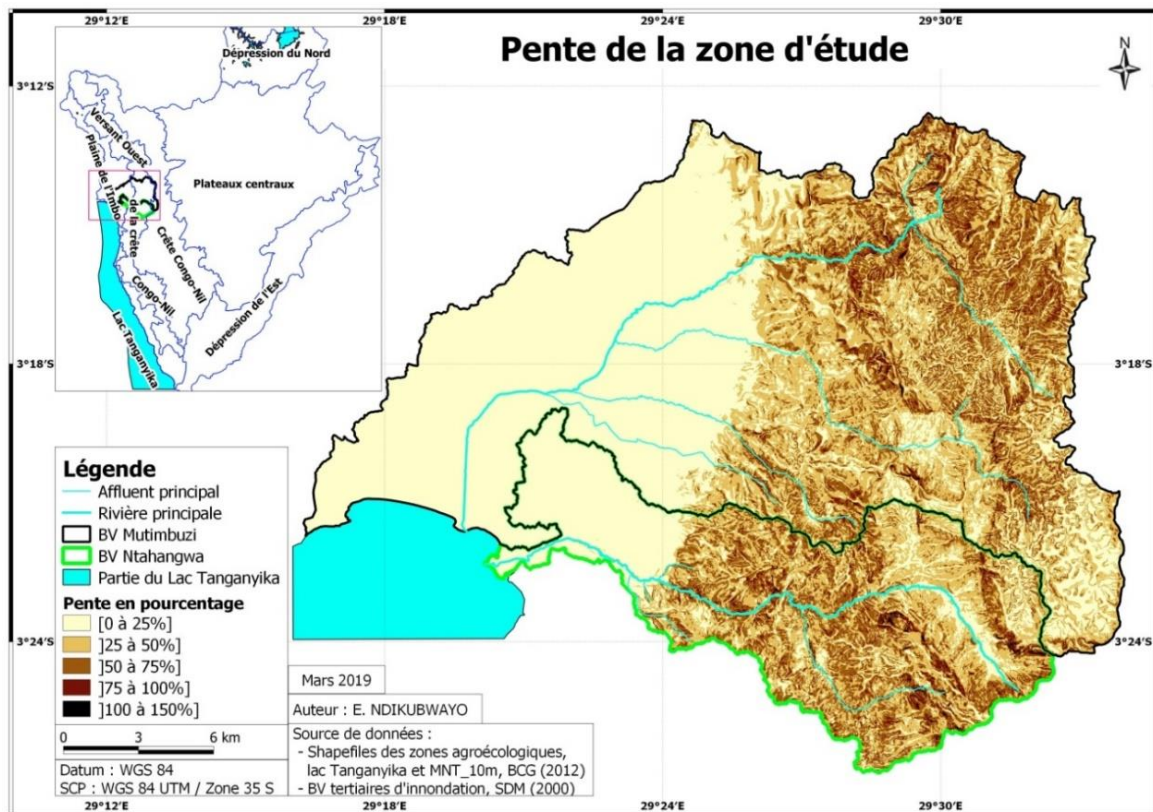 29°12'E
29°18'E
29°24'E
29°30'E
Pente de la zone d'étude
N
3°12'S
3°12'S
3°18'S
3°18'S
3°24'S
3°24'S
Dépression du Nord
Versant Ouest
Plaine de l'Imbo
de la crête
Plateaux centraux
Crête Congo-Nil
Congo-Nil
Dépression de l'Est
Lac Tanganyika
Légende
Affluent principal
Rivière principale
BV Mutimbuzi
BV Ntahangwa
Partie du Lac Tanganyika
Pente en pourcentage
[0 à 25%]
]25 à 50%]
]50 à 75%]
]75 à 100%]
]100 à 150%]
0 3 6 km
Datum : WGS 84
SCP : WGS 84 UTM / Zone 35 S
Mars 2019
Auteur : E. NDIKUBWAYO
Source de données :
- Shapefiles des zones agroécologiques,
lac Tanganyika et MNT_10m, BCG (2012)
- BV tertiaires d'innondation, SDM (2000)
29°12'E
29°18'E
29°24'E
29°30'E